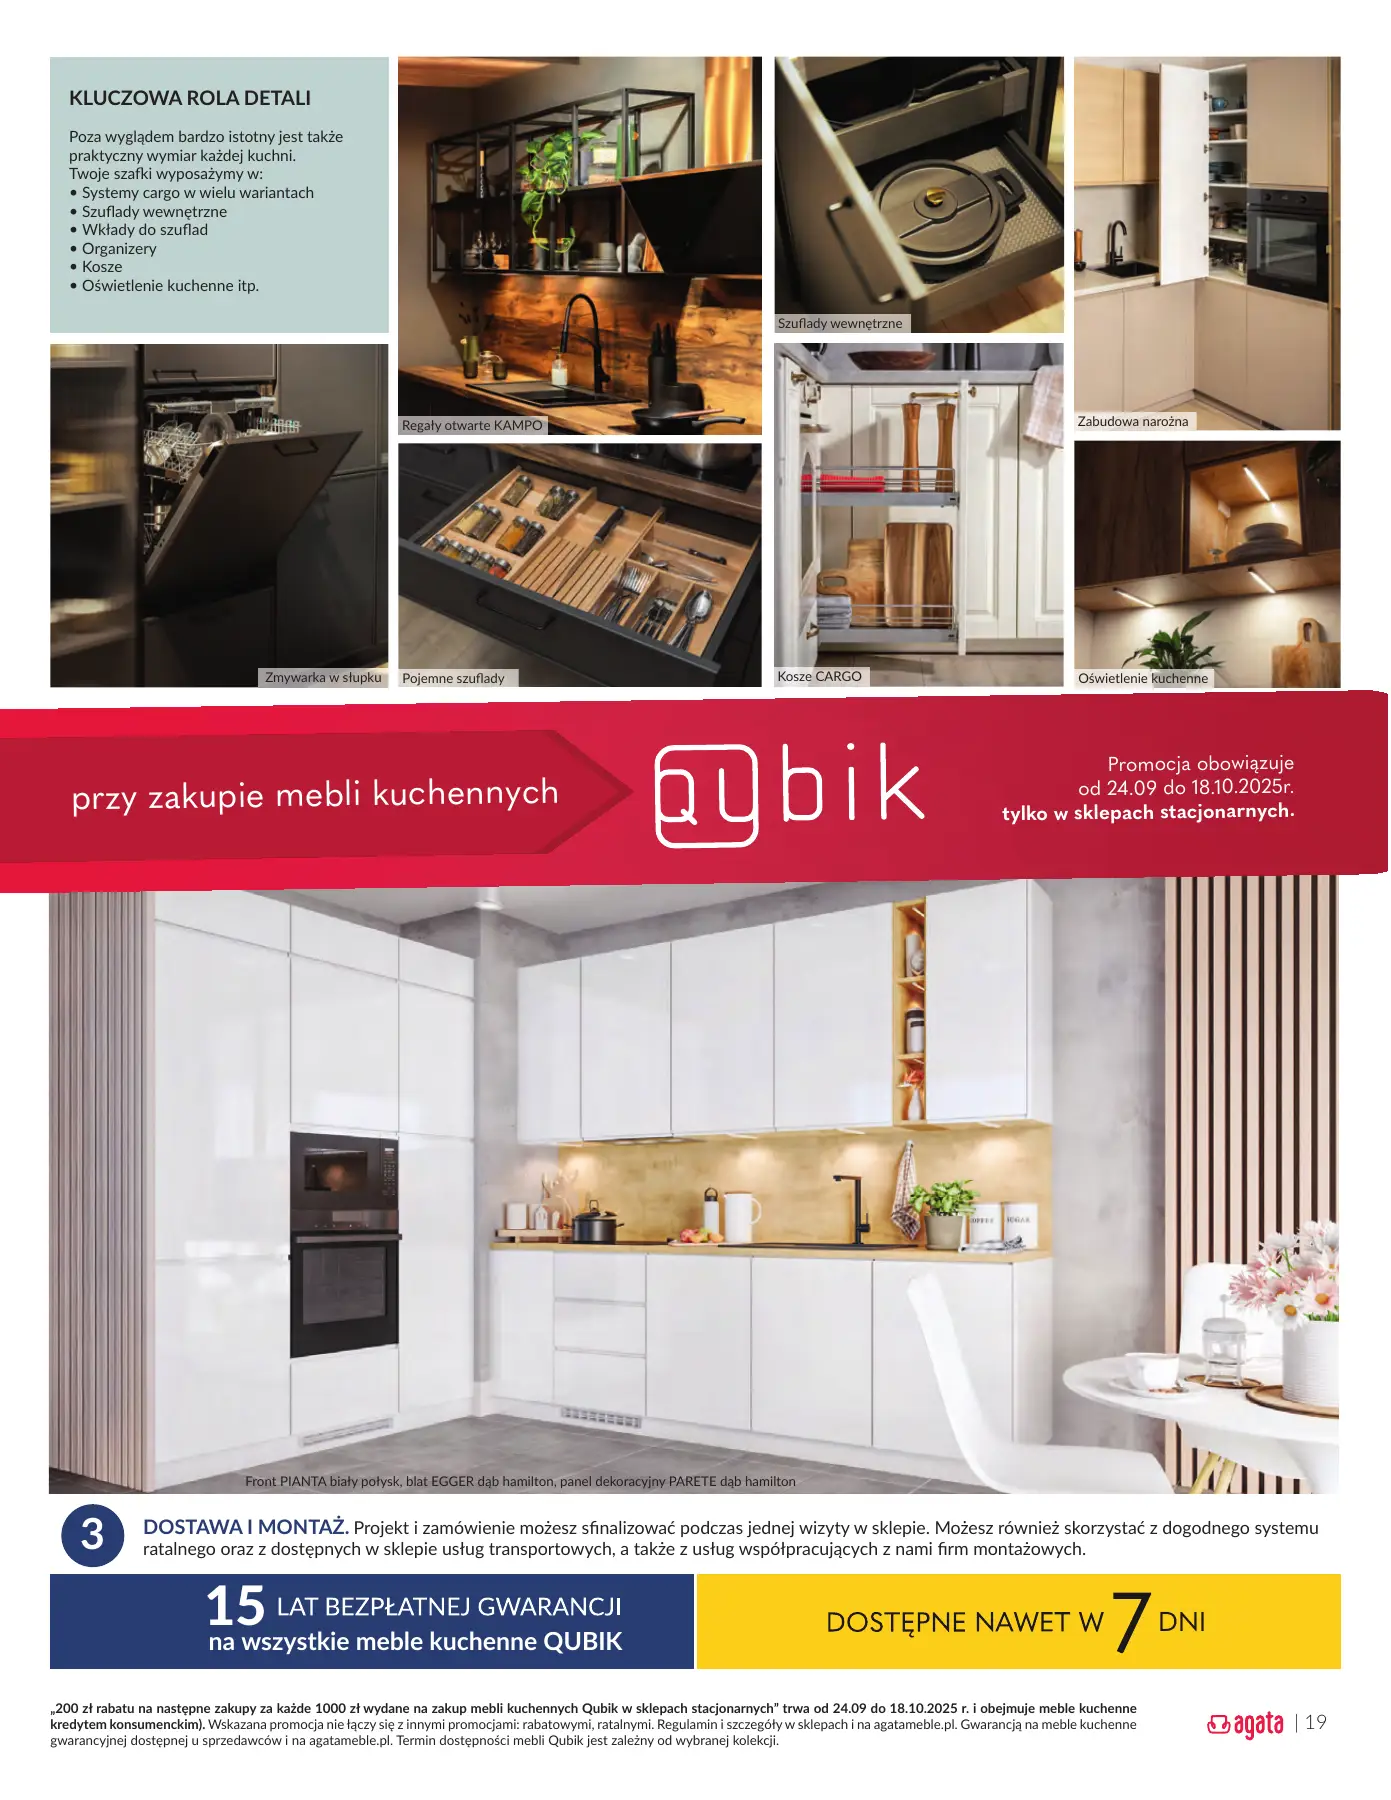 KLUCZOWA ROLA DETALI
Poza wyglądem bardzo istotny jest także
praktyczny wymiar każdej kuchni.
Twoje szafki wyposażymy w:
• Systemy cargo w wielu wariantach
• Szuflady wewnętrzne
• Wkłady do szuflad
• Organizery
• Kosze
• Oświetlenie kuchenne itp.
Regały otwarte KAMPO
Szuflady wewnętrzne
Zabudowa narożna
Zmywarka w słupku
Pojemne szuflady
Kosze CARGO
Oświetlenie kuchenne
przy zakupie mebli kuchennych
Qubik
Promocja obowiązuje
od 24.09 do 18.10.2025r.
tylko w sklepach stacjonarnych.
COFFEE
SUGAR
Front PIANTA biały połysk, blat EGGER dąb hamilton, panel dekoracyjny PARETE dąb hamilton
3
DOSTAWA I MONTAŻ. Projekt i zamówienie możesz sfinalizować podczas jednej wizyty w sklepie. Możesz również skorzystać z dogodnego systemu
ratalnego oraz z dostępnych w sklepie usług transportowych, a także z usług współpracujących z nami firm montażowych.
15 LAT BEZPŁATNEJ GWARANCJI
na wszystkie meble kuchenne QUBIK
DOSTĘPNE NAWET W 7 DNI
„200 zł rabatu na następne zakupy za każde 1000 zł wydane na zakup mebli kuchennych Qubik w sklepach stacjonarnych” trwa od 24.09 do 18.10.2025 r. i obejmuje meble kuchenne
kredytem konsumenckim). Wskazana promocja nie łączy się z innymi promocjami: rabatowymi, ratalnymi. Regulamin i szczegóły w sklepach i na agatameble.pl. Gwarancją na meble kuchenne
gwarancyjnej dostępnej u sprzedawców i na agatameble.pl. Termin dostępności mebli Qubik jest zależny od wybranej kolekcji.
agata | 19